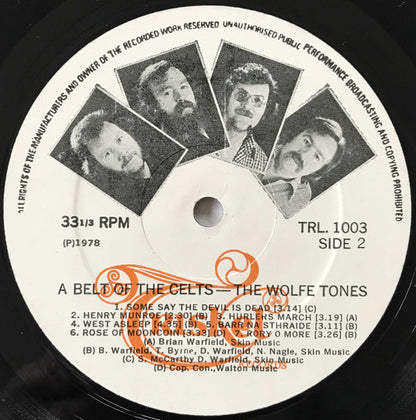 ALL RIGHTS OF THE MANUFACTURERS AND OWNER OF THE RECORDED WORK RESERVED UNAUTHORISED PUBLIC PERFORMANCE BROADCASTING AND COPYING PROHIBITED
33 1/3 RPM
(P)1978
TRL. 1003
SIDE 2
A BELT OF THE CELTS — THE WOLFE TONES
1. SOME SAY THE DEVIL IS DEAD [3.14] (C)
2. HENRY MUNROE (B) 3. HURLERS MARCH [3.19] (A)
4. WEST ASLEEP [4.35] (B) 5. BARR NA STHRAIDE [3.11] (B)
6. ROSE OF MOONCOIN [3.33] (D) RORY O MORE [3.26] (B)
(A) Brian Warfield, Skin Music
(B) B. Warfield, T. Byrne, D. Warfield, N. Nagle, Skin Music
(C) S. McCarthy D. Warfield, Skin Music
(D) Cop. Con., Walton Music